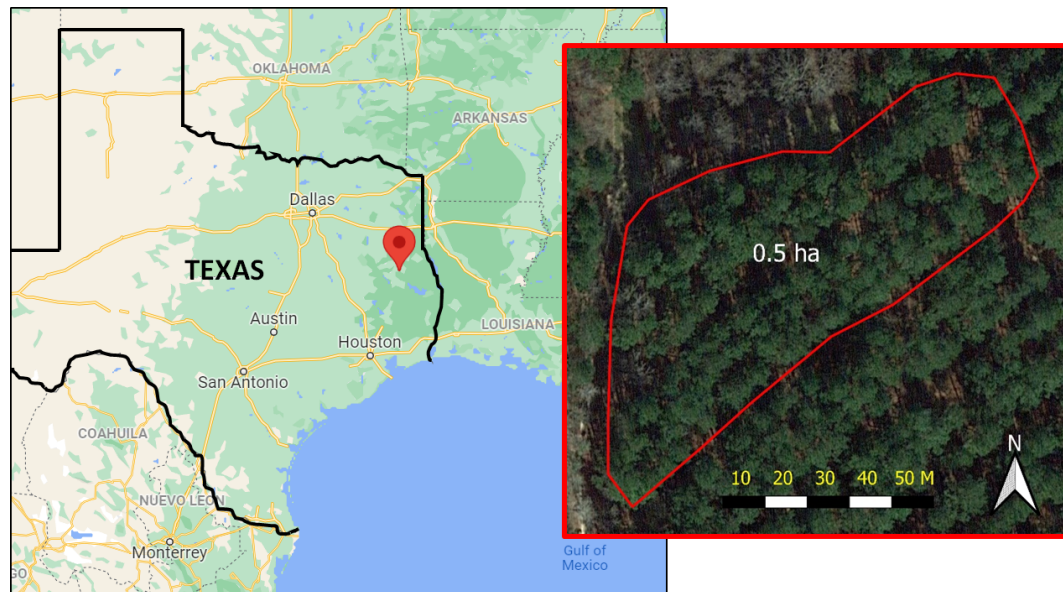 OKLAHOMA
ARKANSAS
Dallas
TEXAS
Austin
Houston
LOUISIANA
San Antonio
COAHUILA
NUEVO LEON
Monterrey
GO
Gulf of
Mexico
0.5 ha
10 20 30 40 50 M
N